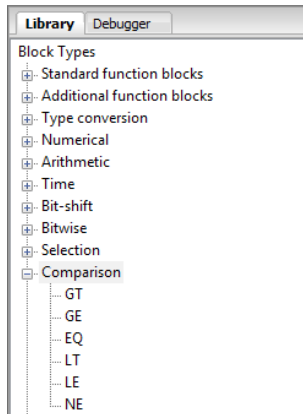 Library Debugger
Block Types
Standard function blocks
Additional function blocks
Type conversion
Numerical
Arithmetic
Time
Bit-shift
Bitwise
Selection
Comparison
GT
GE
EQ
LT
LE
NE